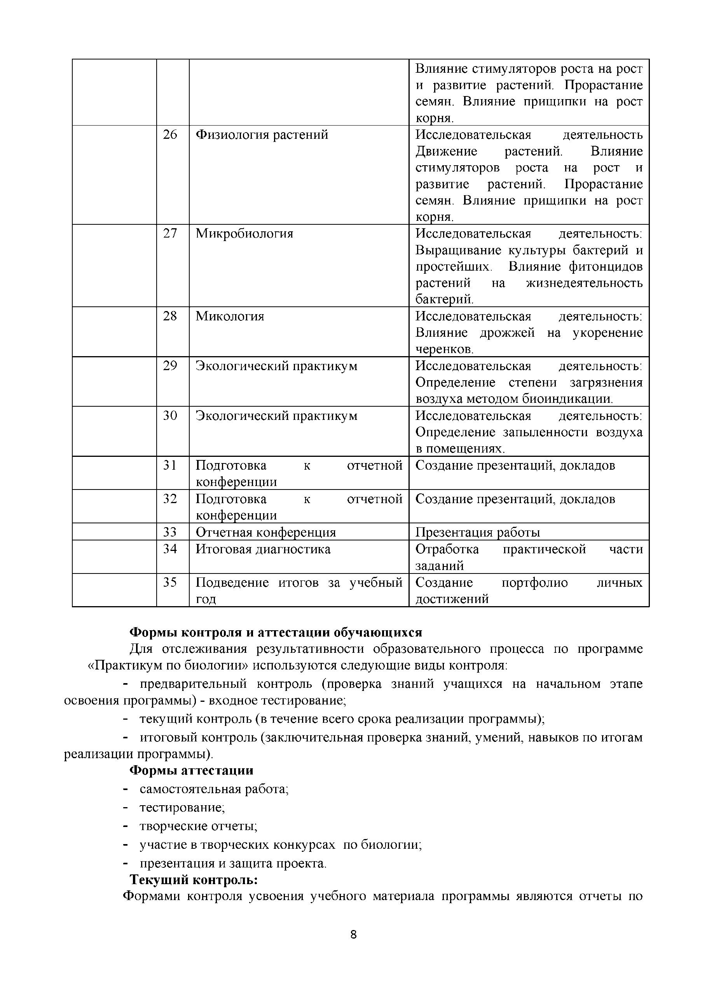 Влияние стимуляторов роста на рост
и развитие растений. Прорастание
семян. Влияние прищипки на рост
корня.
26 Физиология растений Исследовательская деятельность
Движение растений. Влияние
стимуляторов роста на рост и
развитие растений. Прорастание
семян. Влияние прищипки на рост
корня.
27 Микробиология Исследовательская деятельность:
Выращивание культуры бактерий и
простейших. Влияние фитонцидов
растений на жизнедеятельность
бактерий.
28 Микология Исследовательская деятельность:
Влияние дрожжей на укоренение
черенков.
29 Экологический практикум Исследовательская деятельность:
Определение степени загрязнения
воздуха методом биоиндикации.
30 Экологический практикум Исследовательская деятельность:
Определение запыленности воздуха
в помещениях.
31 Подготовка к отчетной Создание презентаций, докладов
конференции
32 Подготовка к отчетной Создание презентаций, докладов
конференции
33 Отчетная конференция Презентация работы
34 Итоговая диагностика Отработка практической части
заданий
35 Подведение итогов за учебный Создание портфолио личных
год достижений
Формы контроля и аттестации обучающихся
Для отслеживания результативности образовательного процесса по программе
«Практикум по биологии» используются следующие виды контроля:
- предварительный контроль (проверка знаний учащихся на начальном этапе
освоения программы) - входное тестирование;
- текущий контроль (в течение всего срока реализации программы);
- итоговый контроль (заключительная проверка знаний, умений, навыков по итогам
реализации программы).
Формы аттестации
- самостоятельная работа;
- тестирование;
- творческие отчеты;
- участие в творческих конкурсах по биологии;
- презентация и защита проекта.
Текущий контроль:
Формами контроля усвоения учебного материала программы являются отчеты по
8